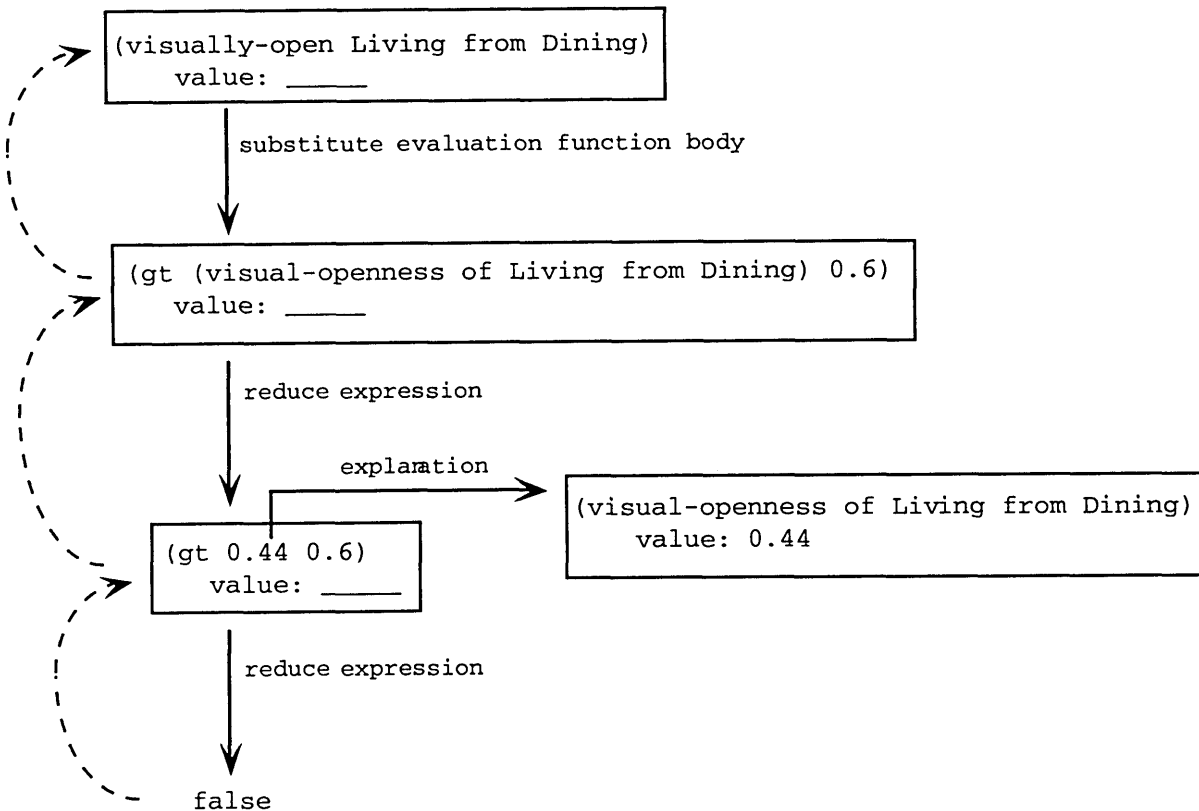 (visually-open Living from Dining)
value: _____
substitute evaluation function body
(gt (visual-openness of Living from Dining) 0.6)
value: _____
reduce expression
explanation
(visual-openness of Living from Dining)
value: 0.44
(gt 0.44 0.6)
value: _____
reduce expression
false